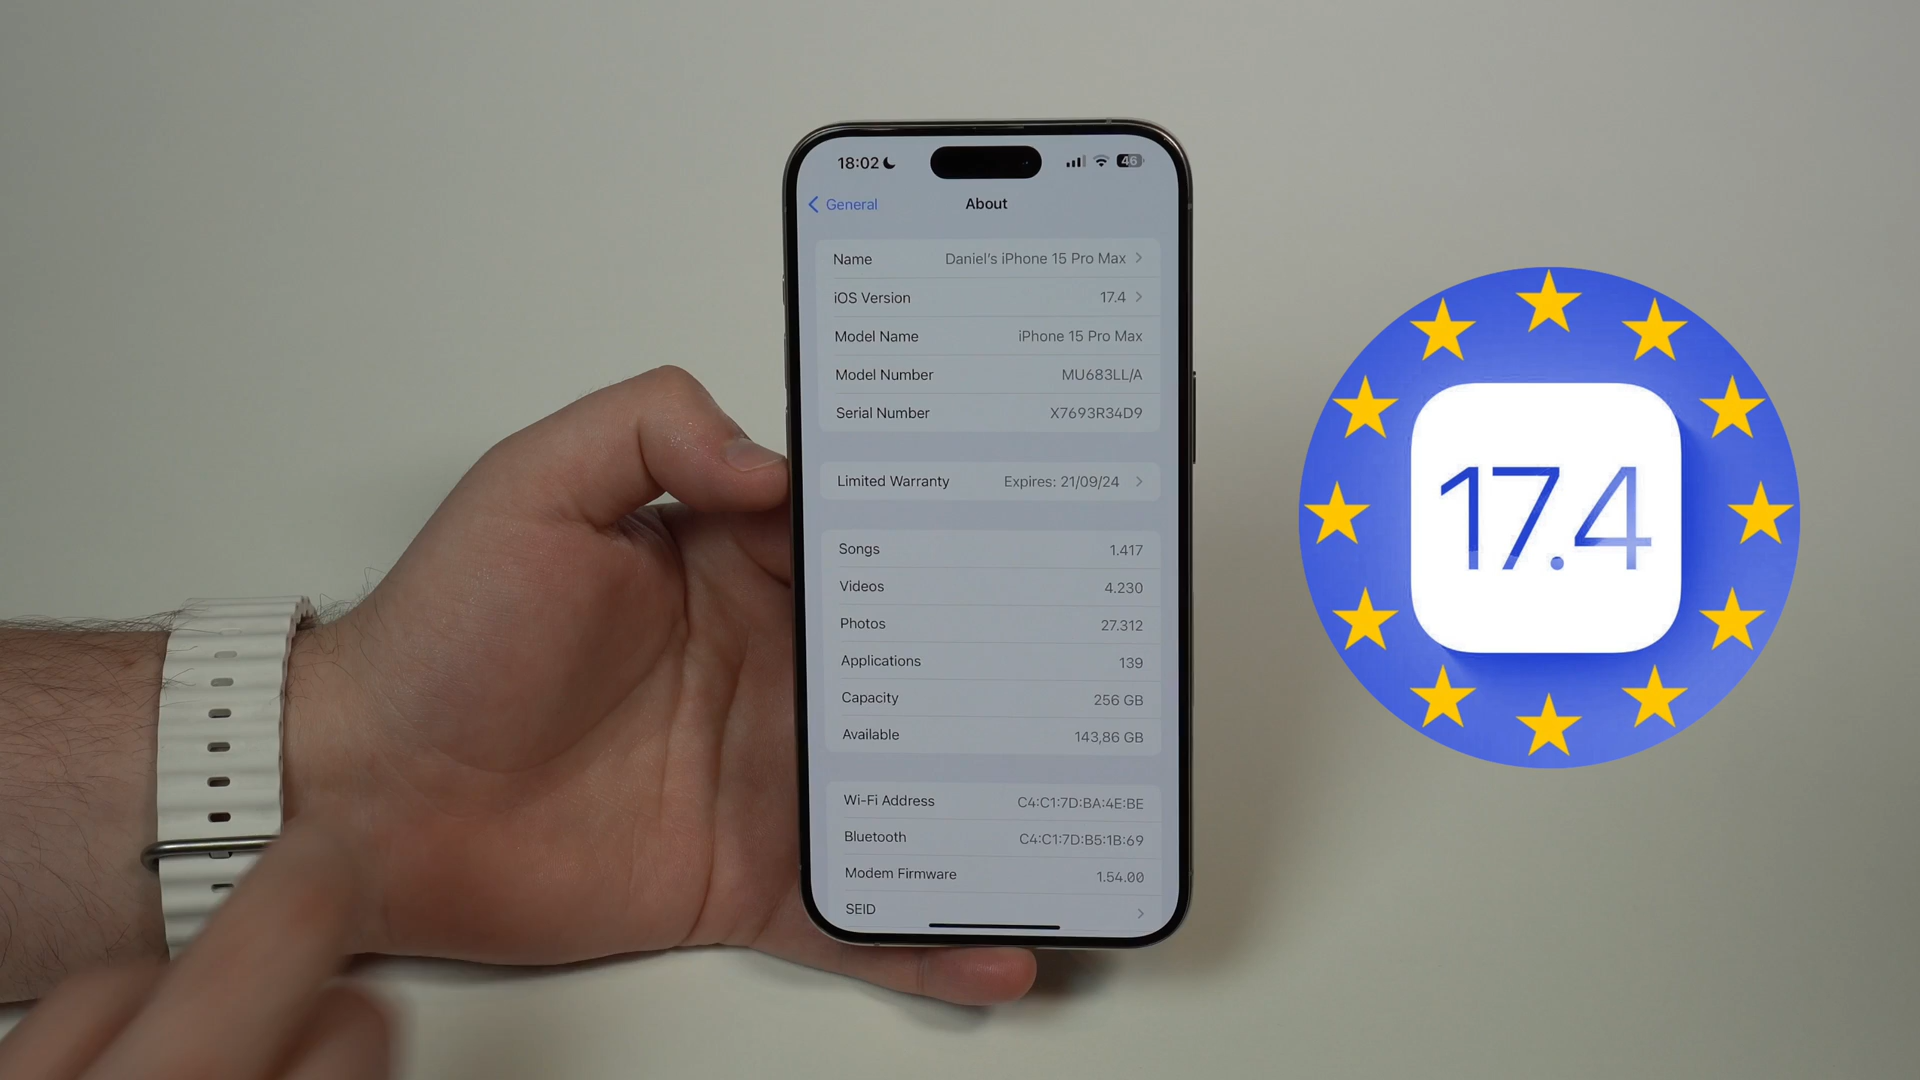 18:02
46
General
About
Name Daniel's iPhone 15 Pro Max
iOS Version 17.4
Model Name iPhone 15 Pro Max
Model Number MU683LL/A
Serial Number X7693R34D9
Limited Warranty Expires: 21/09/24
Songs 1.417
Videos 4.230
Photos 27.312
Applications 139
Capacity 256 GB
Available 143,86 GB
Wi-Fi Address C4:C1:7D:BA:4E:BE
Bluetooth C4:C1:7D:B5:1B:69
Modem Firmware 1.54.00
SEID
17.4